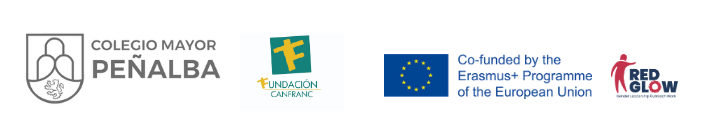 COLEGIO MAYOR
PEÑALBA
FUNDACIÓN
CANFRANC
Co-funded by the
Erasmus+ Programme
of the European Union
RED
GLOW